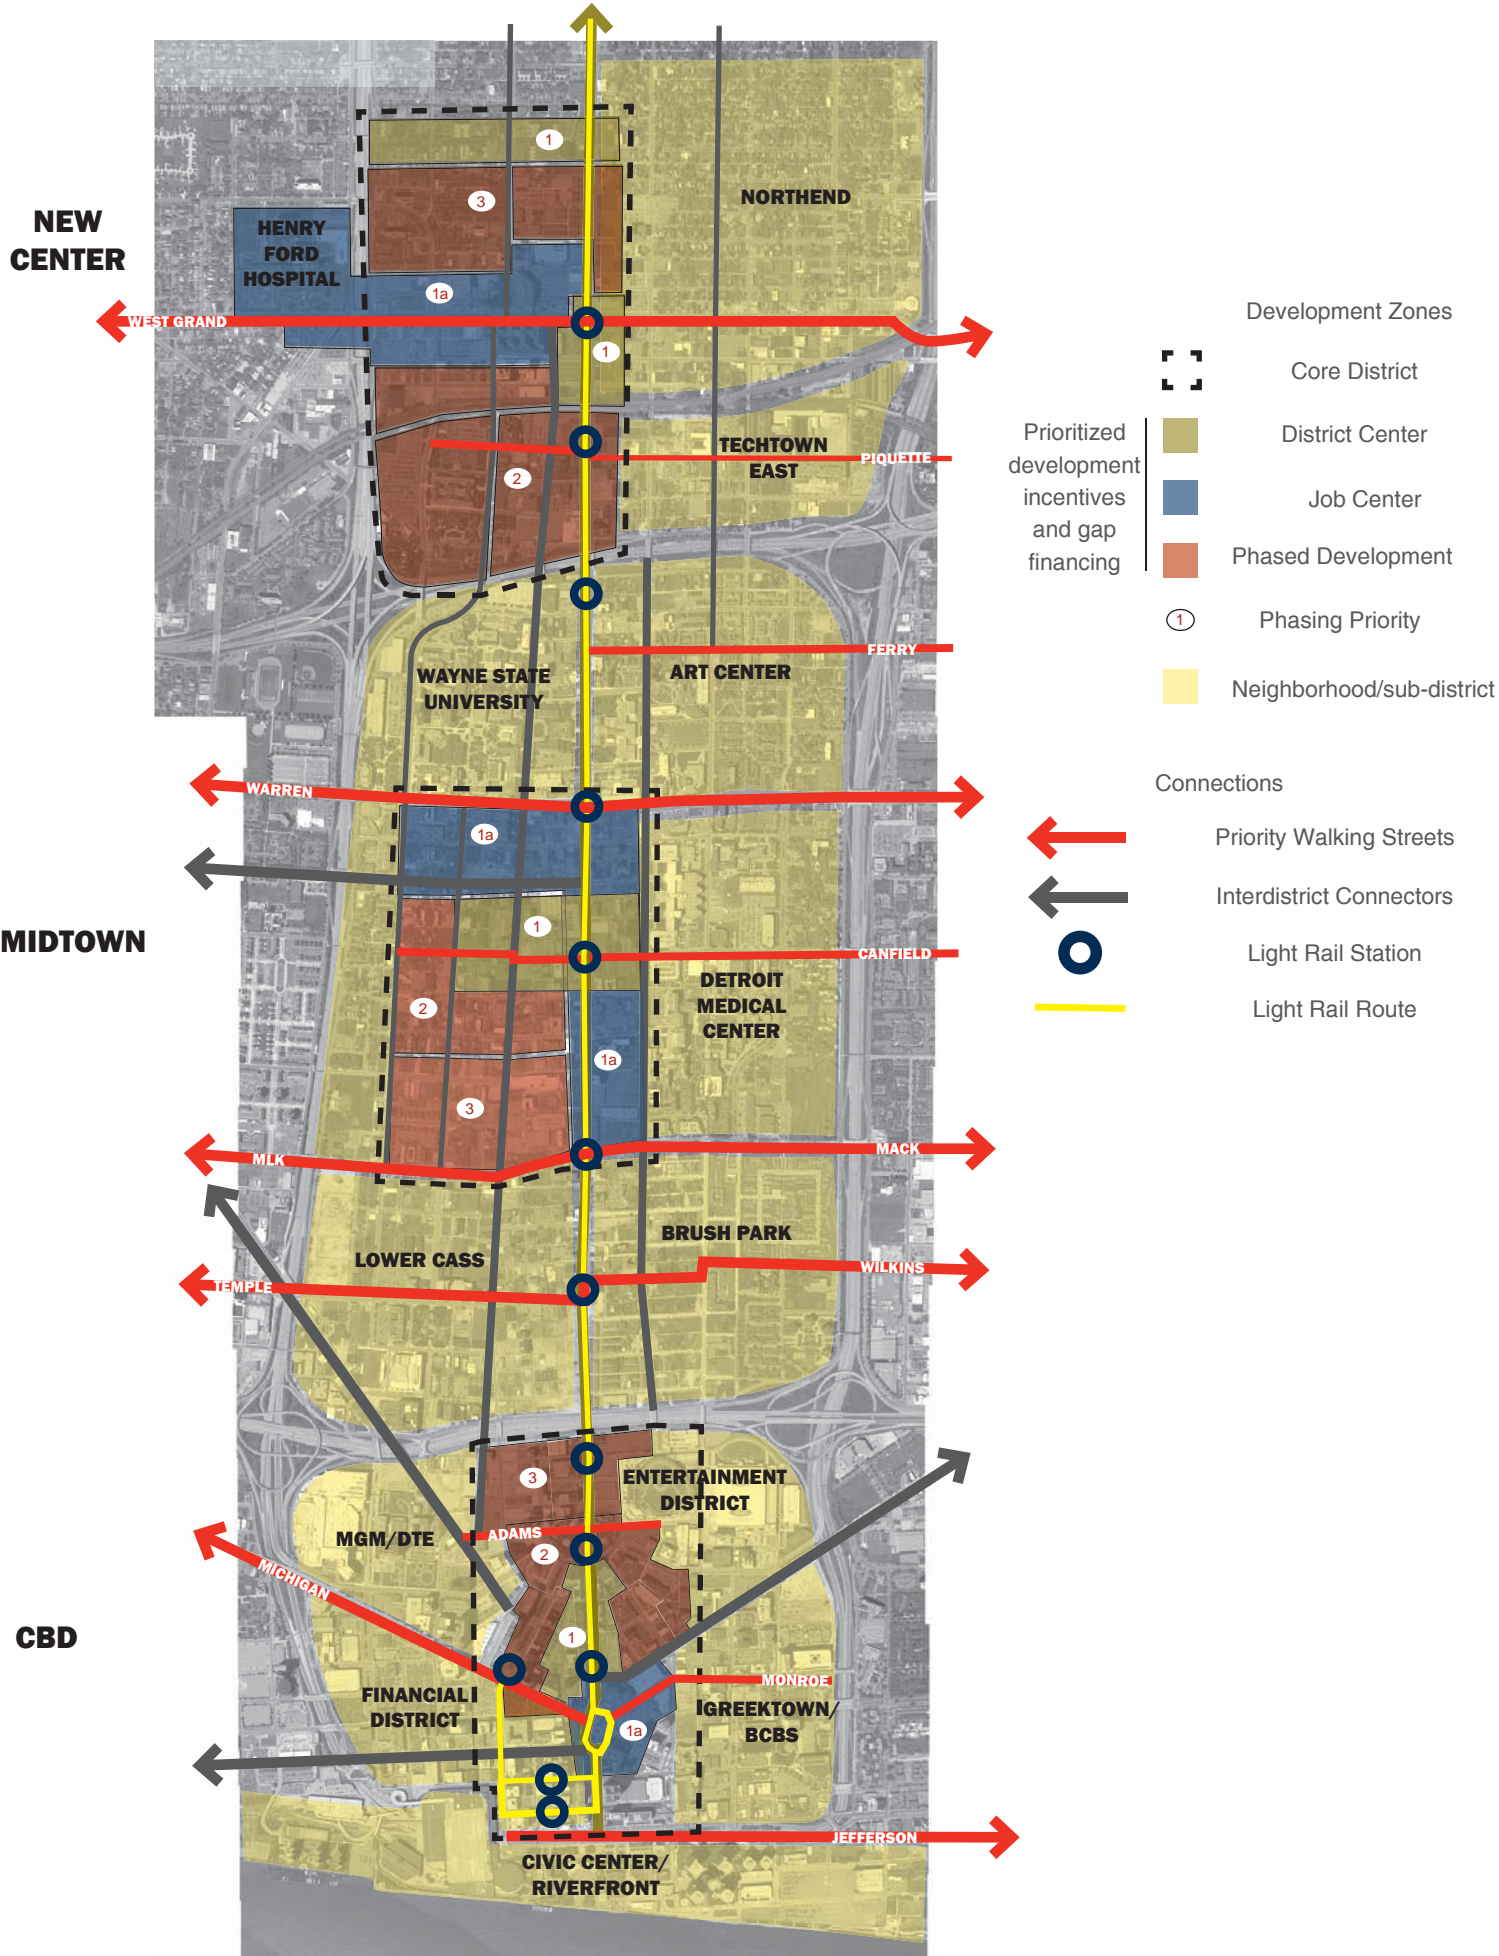 1
NORTHEND
3
NEW
CENTER
HENRY
FORD
HOSPITAL
1a
WEST GRAND
1
TECHTOWN
EAST
PIQUETTE
2
FERRY
WAYNE STATE
UNIVERSITY
ART CENTER
WARREN
1a
MIDTOWN
1
CANFIELD
DETROIT
MEDICAL
CENTER
2
1a
3
MLK
MACK
BRUSH PARK
LOWER CASS
WILKINS
TEMPLE
3
ENTERTAINMENT
DISTRICT
ADAMS
MGM/DTE
2
MICHIGAN
CBD
1
MONROE
FINANCIAL
DISTRICT
GREEKTOWN/
BCBS
1a
JEFFERSON
CIVIC CENTER/
RIVERFRONT
Development Zones
Core District
Prioritized
development
incentives
and gap
financing
District Center
Job Center
Phased Development
1
Phasing Priority
Neighborhood/sub-district
Connections
Priority Walking Streets
Interdistrict Connectors
Light Rail Station
Light Rail Route